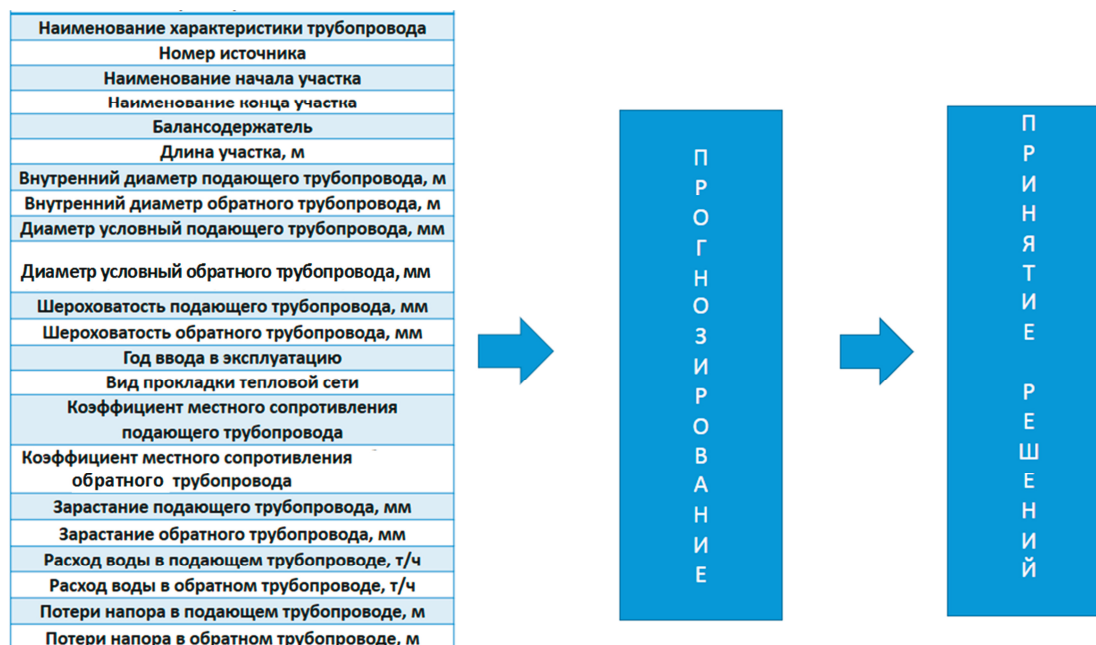 Наименование характеристики трубопровода
Номер источника
Наименование начала участка
Наименование конца участка
Балансодержатель
Длина участка, м
Внутренний диаметр подающего трубопровода, м
Внутренний диаметр обратного трубопровода, м
Диаметр условный подающего трубопровода, мм
Диаметр условный обратного трубопровода, мм
Шероховатость подающего трубопровода, мм
Шероховатость обратного трубопровода, мм
Год ввода в эксплуатацию
Вид прокладки тепловой сети
Коэффициент местного сопротивления
подающего трубопровода
Коэффициент местного сопротивления
обратного трубопровода
Зарастание подающего трубопровода, мм
Зарастание обратного трубопровода, мм
Расход воды в подающем трубопроводе, т/ч
Расход воды в обратном трубопроводе, т/ч
Потери напора в подающем трубопроводе, м
Потери напора в обратном трубопроводе, м
ПРОГНОЗИРОВАНИЕ
ПРИНЯТИЕ РЕШЕНИЙ